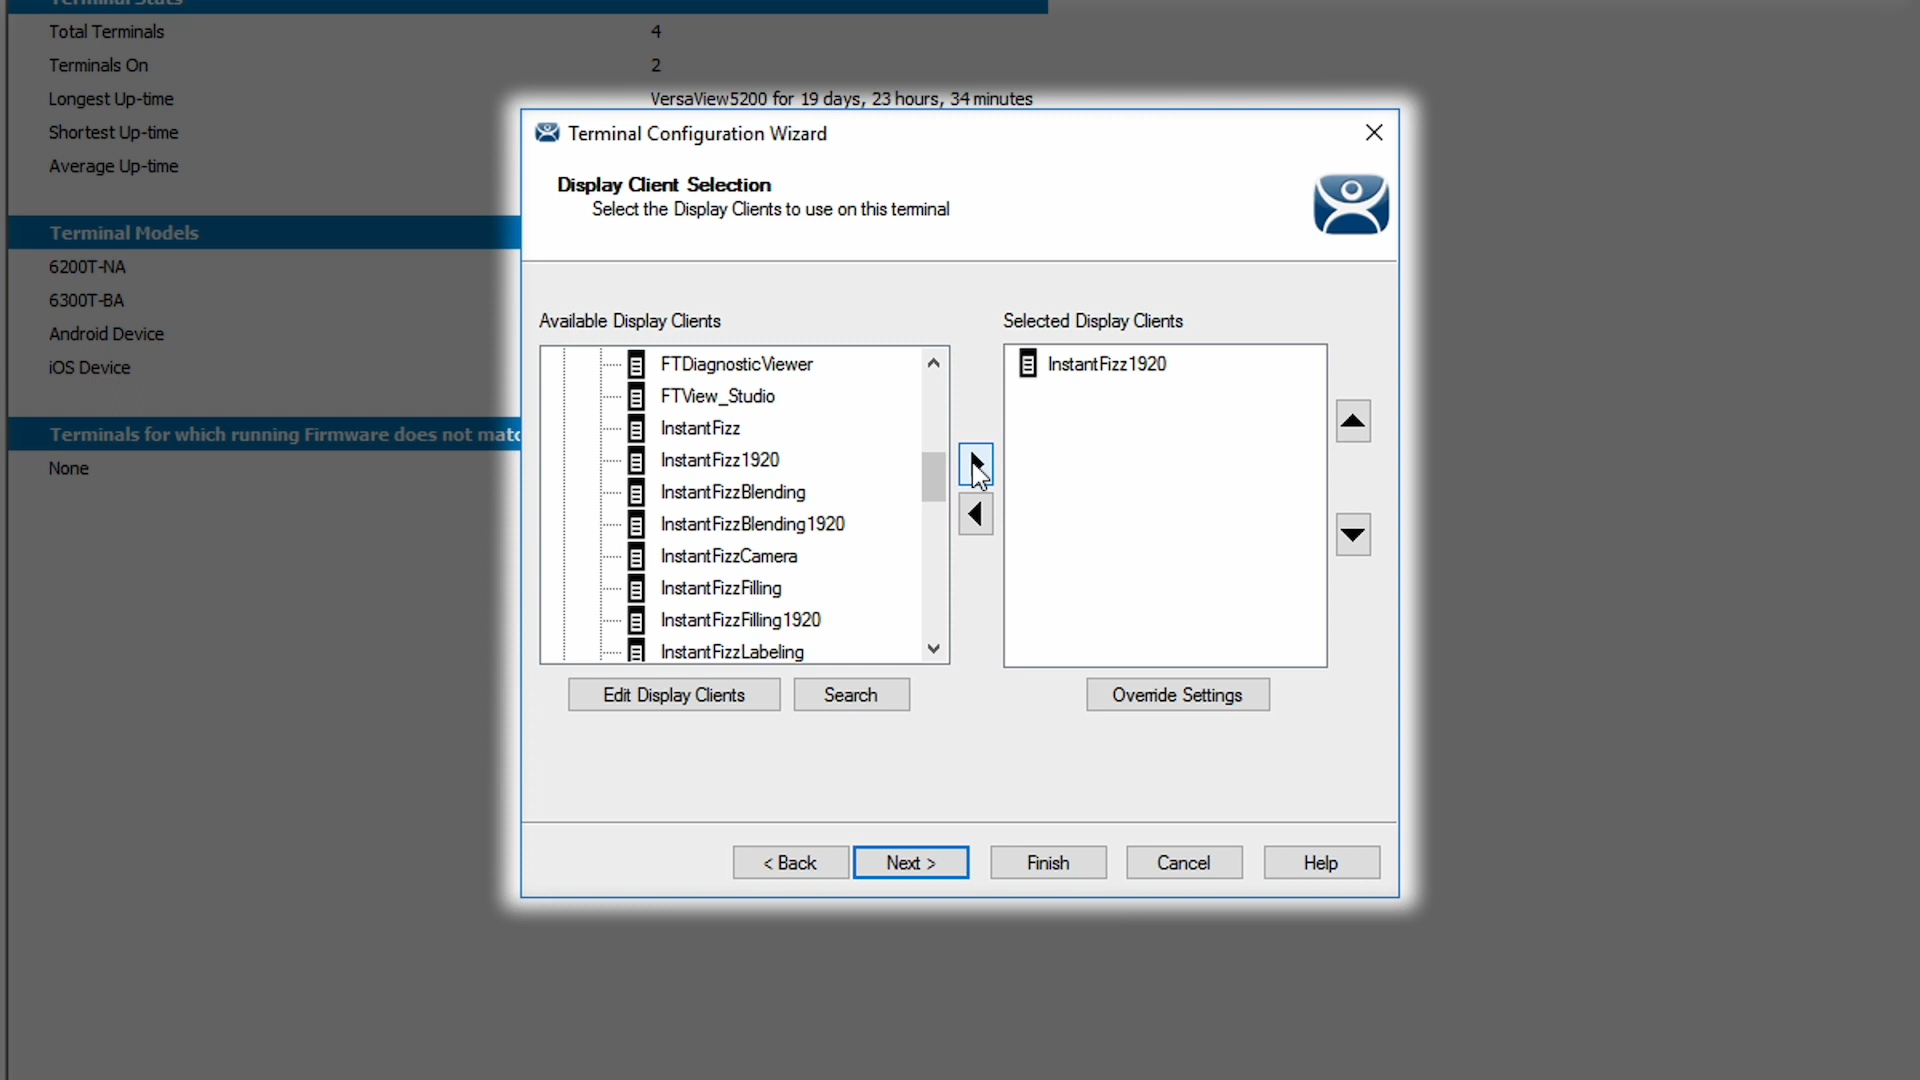 Terminal Stats
Total Terminals 4
Terminals On 2
Longest Up-time VersaView5200 for 19 days, 23 hours, 34 minutes
Shortest Up-time
Average Up-time
Terminal Models
6200T-NA
6300T-BA
Android Device
iOS Device
Terminals for which running Firmware does not matc
None
Terminal Configuration Wizard
Display Client Selection
Select the Display Clients to use on this terminal
Available Display Clients
FTDiagnosticViewer
FTView_Studio
InstantFizz
InstantFizz1920
InstantFizzBlending
InstantFizzBlending1920
InstantFizzCamera
InstantFizzFilling
InstantFizzFilling1920
InstantFizzLabeling
Edit Display Clients
Search
Selected Display Clients
InstantFizz1920
Override Settings
< Back
Next >
Finish
Cancel
Help